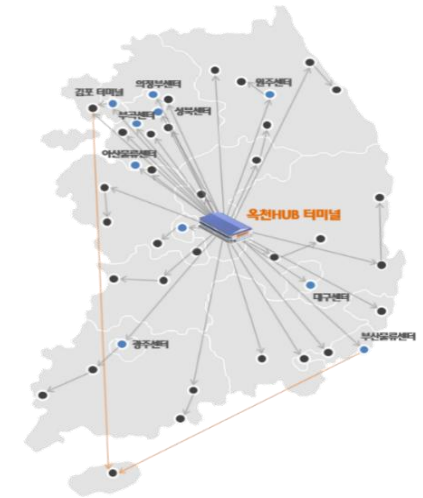 의정부센터
원주센터
김포 터미널
성북센터
부곡센터
아산물류센터
옥천HUB 터미널
대구센터
부산물류센터
광주센터